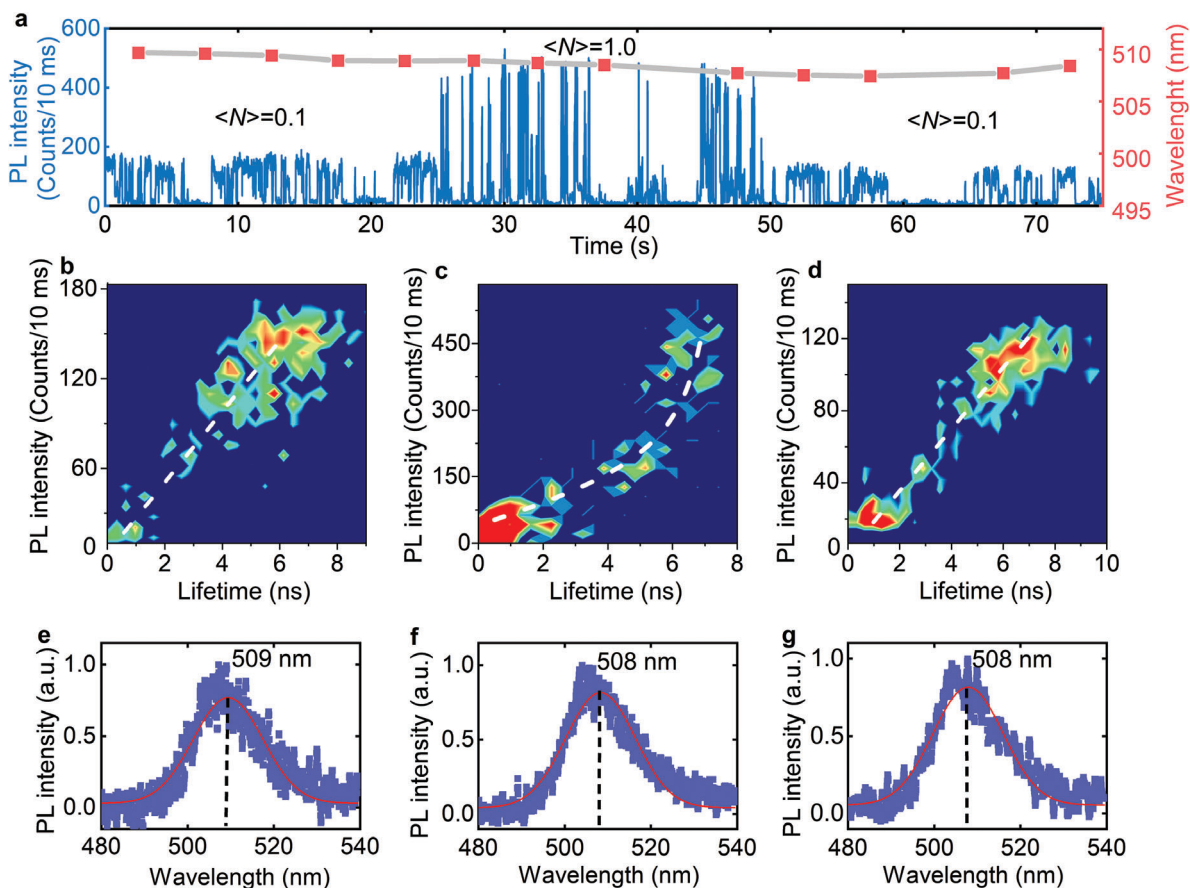 a
PL intensity
(Counts/10 ms)
600
400
200
0
<N>=0.1
<N>=1.0
<N>=0.1
510
505
500
495
Wavelenght (nm)
0 10 20 30 40 50 60 70
Time (s)
b
PL intensity (Counts/10 ms)
180
120
60
0
0 2 4 6 8
Lifetime (ns)
c
PL intensity (Counts/10 ms)
450
300
150
0
0 2 4 6 8
Lifetime (ns)
d
PL intensity (Counts/10 ms)
120
80
40
0
0 2 4 6 8 10
Lifetime (ns)
e
509 nm
PL intensity (a.u.)
1.0
0.5
0.0
480 500 520 540
Wavelength (nm)
f
508 nm
PL intensity (a.u.)
1.0
0.5
0.0
480 500 520 540
Wavelength (nm)
g
508 nm
PL intensity (a.u.)
1.0
0.5
0.0
480 500 520 540
Wavelength (nm)